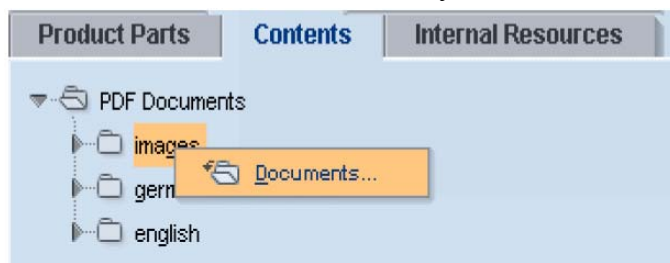 Product Parts Contents Internal Resources
PDF Documents
images
Documents...
english